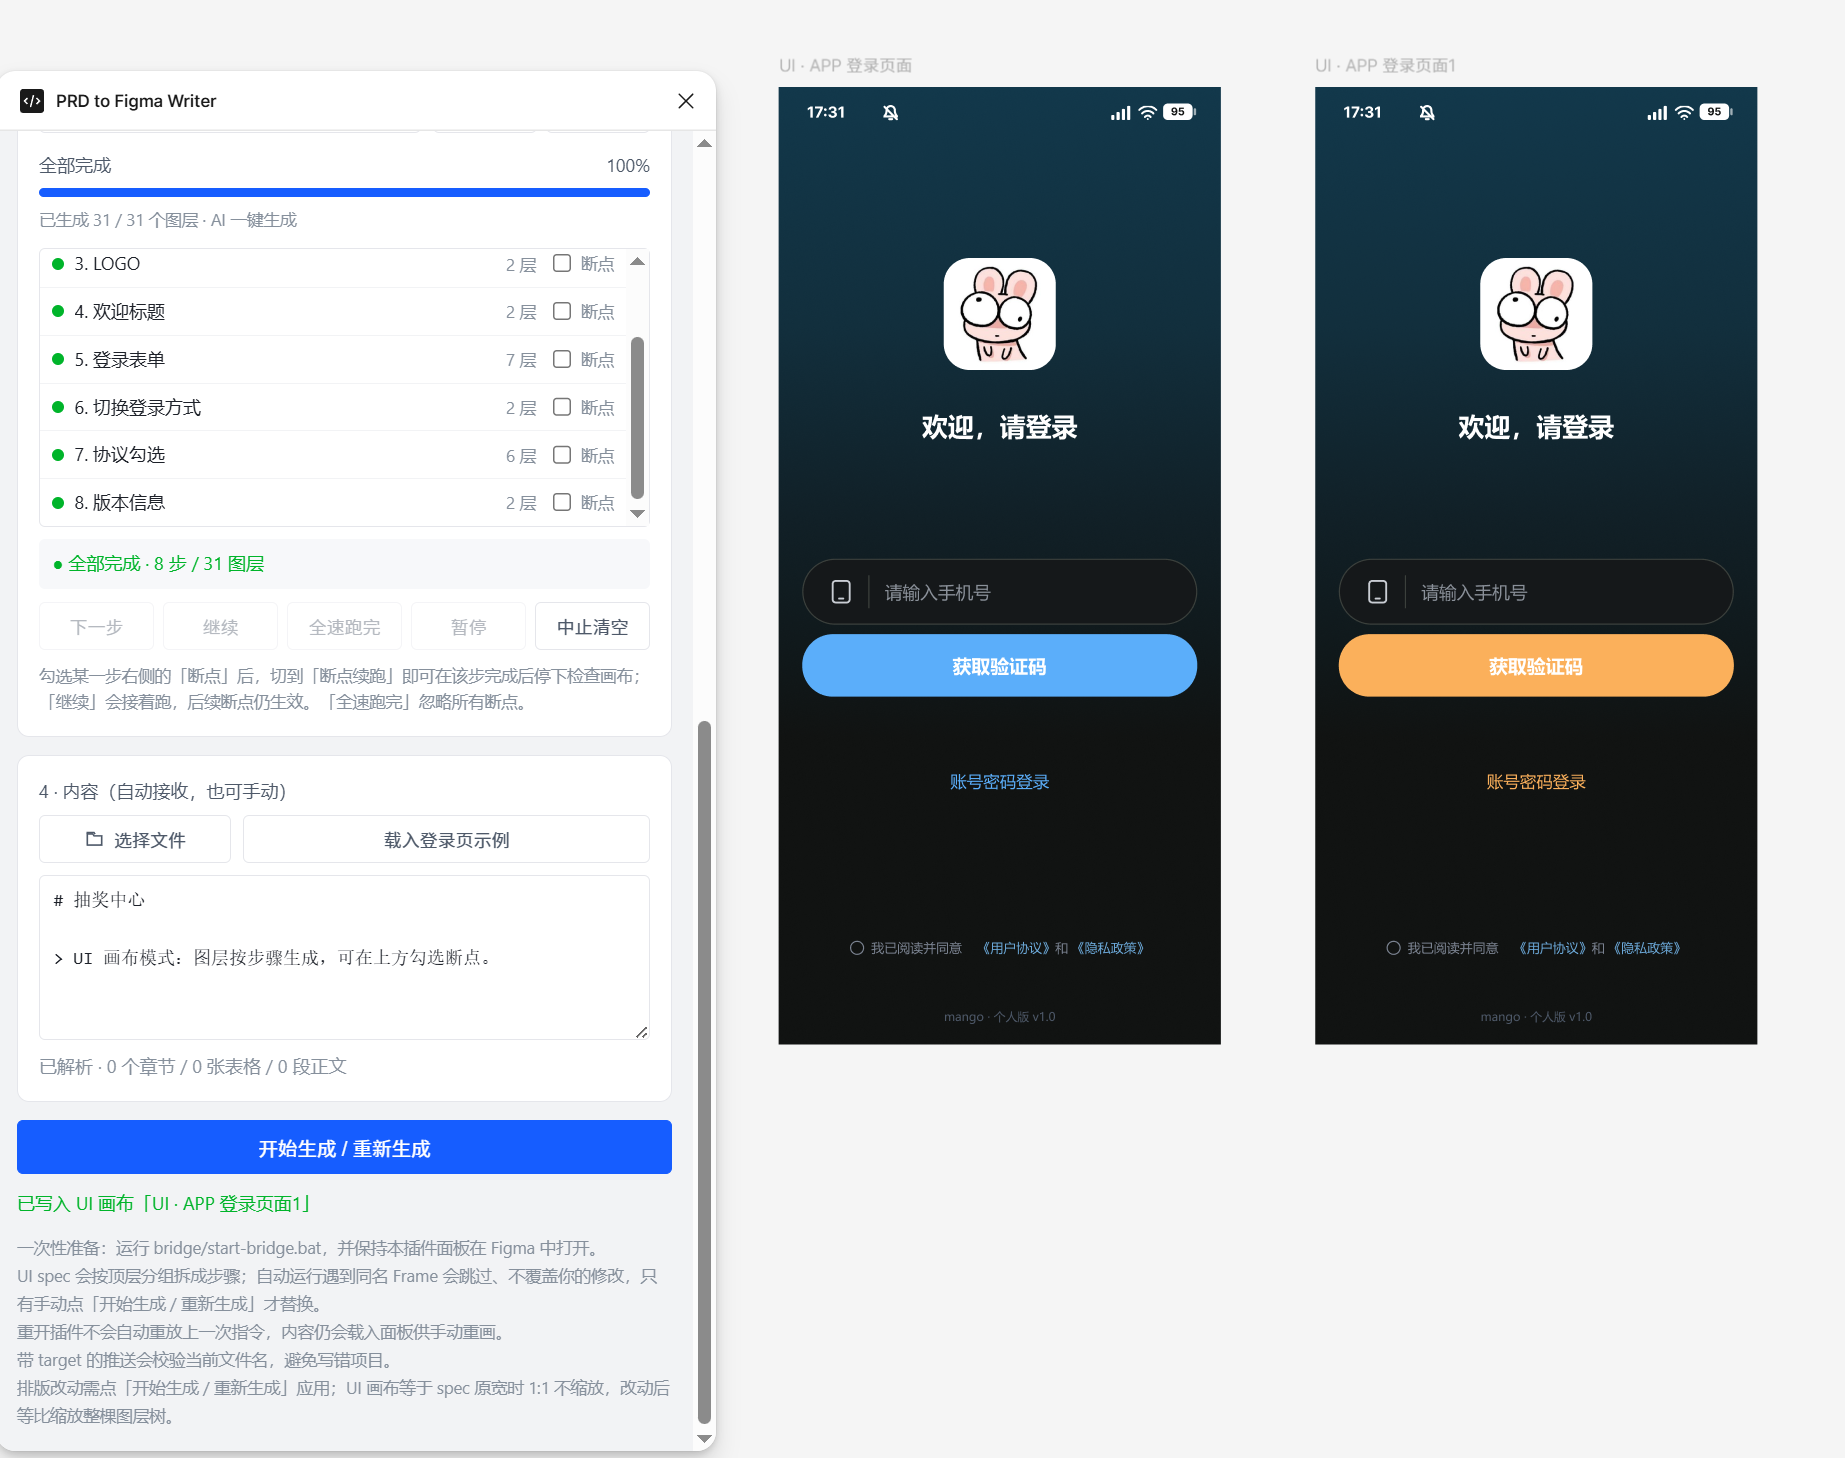 PRD to Figma Writer
全部完成 100%
已生成 31 / 31 个图层 · AI 一键生成
3. LOGO 2 层 断点
4. 欢迎标题 2 层 断点
5. 登录表单 7 层 断点
6. 切换登录方式 2 层 断点
7. 协议勾选 6 层 断点
8. 版本信息 2 层 断点
全部完成 · 8 步 / 31 图层
下一步 继续 全速跑完 暂停 中止清空
勾选某一步右侧的「断点」后，切到「断点续跑」即可在该步完成后停下检查画布；
「继续」会接着跑，后续断点仍生效。「全速跑完」忽略所有断点。
4 · 内容（自动接收，也可手动）
选择文件 载入登录页示例
# 抽奖中心
> UI 画布模式：图层按步骤生成，可在上方勾选断点。
已解析 · 0 个章节 / 0 张表格 / 0 段正文
开始生成 / 重新生成
已写入 UI 画布「UI · APP 登录页面1」
一次性准备：运行 bridge/start-bridge.bat，并保持本插件面板在 Figma 中打开。
UI spec 会按顶层分组拆成步骤；自动运行遇到同名 Frame 会跳过、不覆盖你的修改，只
有手动点「开始生成 / 重新生成」才替换。
重开插件不会自动重放上一次指令，内容仍会载入面板供手动重画。
带 target 的推送会校验当前文件名，避免写错项目。
排版改动需点「开始生成 / 重新生成」应用；UI 画布等于 spec 原宽时 1:1 不缩放，改动后
等比缩放整棵图层树。
UI · APP 登录页面
17:31 95
欢迎，请登录
请输入手机号
获取验证码
账号密码登录
我已阅读并同意 《用户协议》和 《隐私政策》
mango · 个人版 v1.0
UI · APP 登录页面1
17:31 95
欢迎，请登录
请输入手机号
获取验证码
账号密码登录
我已阅读并同意 《用户协议》和 《隐私政策》
mango · 个人版 v1.0